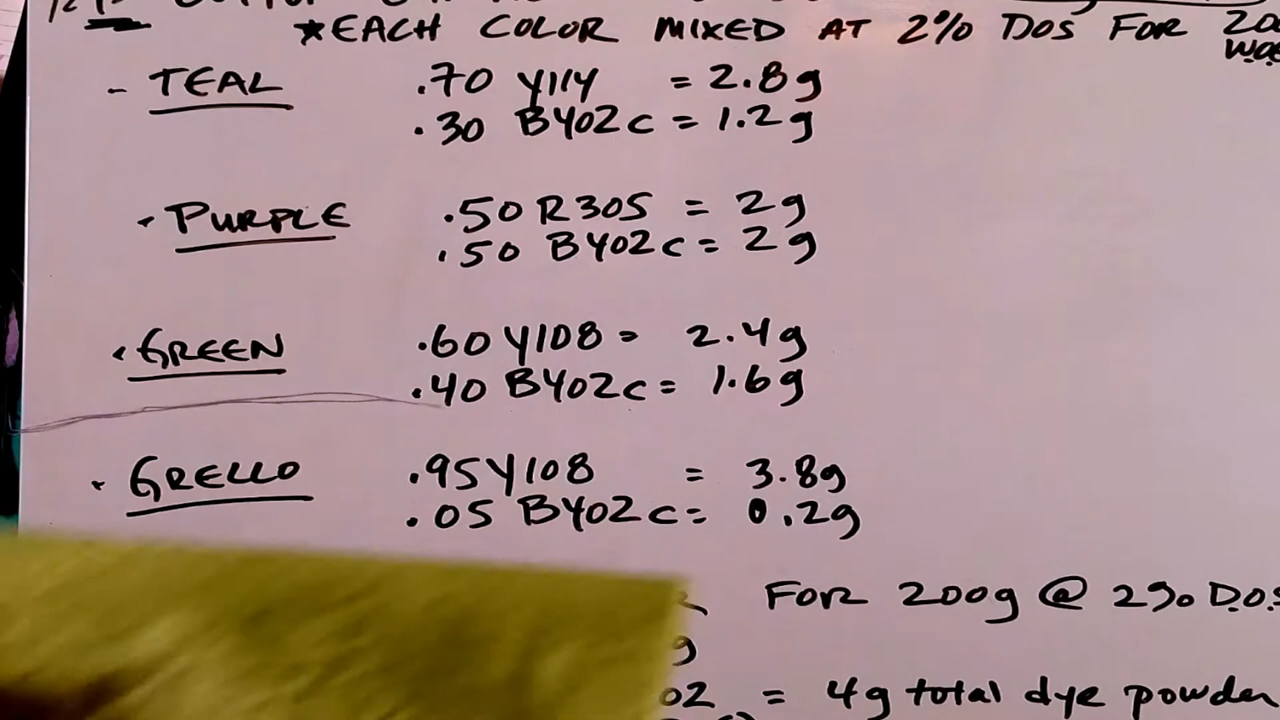 *EACH COLOR MIXED AT 2% DOS FOR
- TEAL .70 Y114 = 2.8g
.30 B402c = 1.2g
- PURPLE .50 R305 = 2g
.50 B402c = 2g
· GREEN .60 Y108 = 2.4g
.40 B402c = 1.6g
· GRELLO .95 Y108 = 3.8g
.05 B402c = 0.2g
FOR 200g @ 2% D.O.S
g
= 4g total dye powder